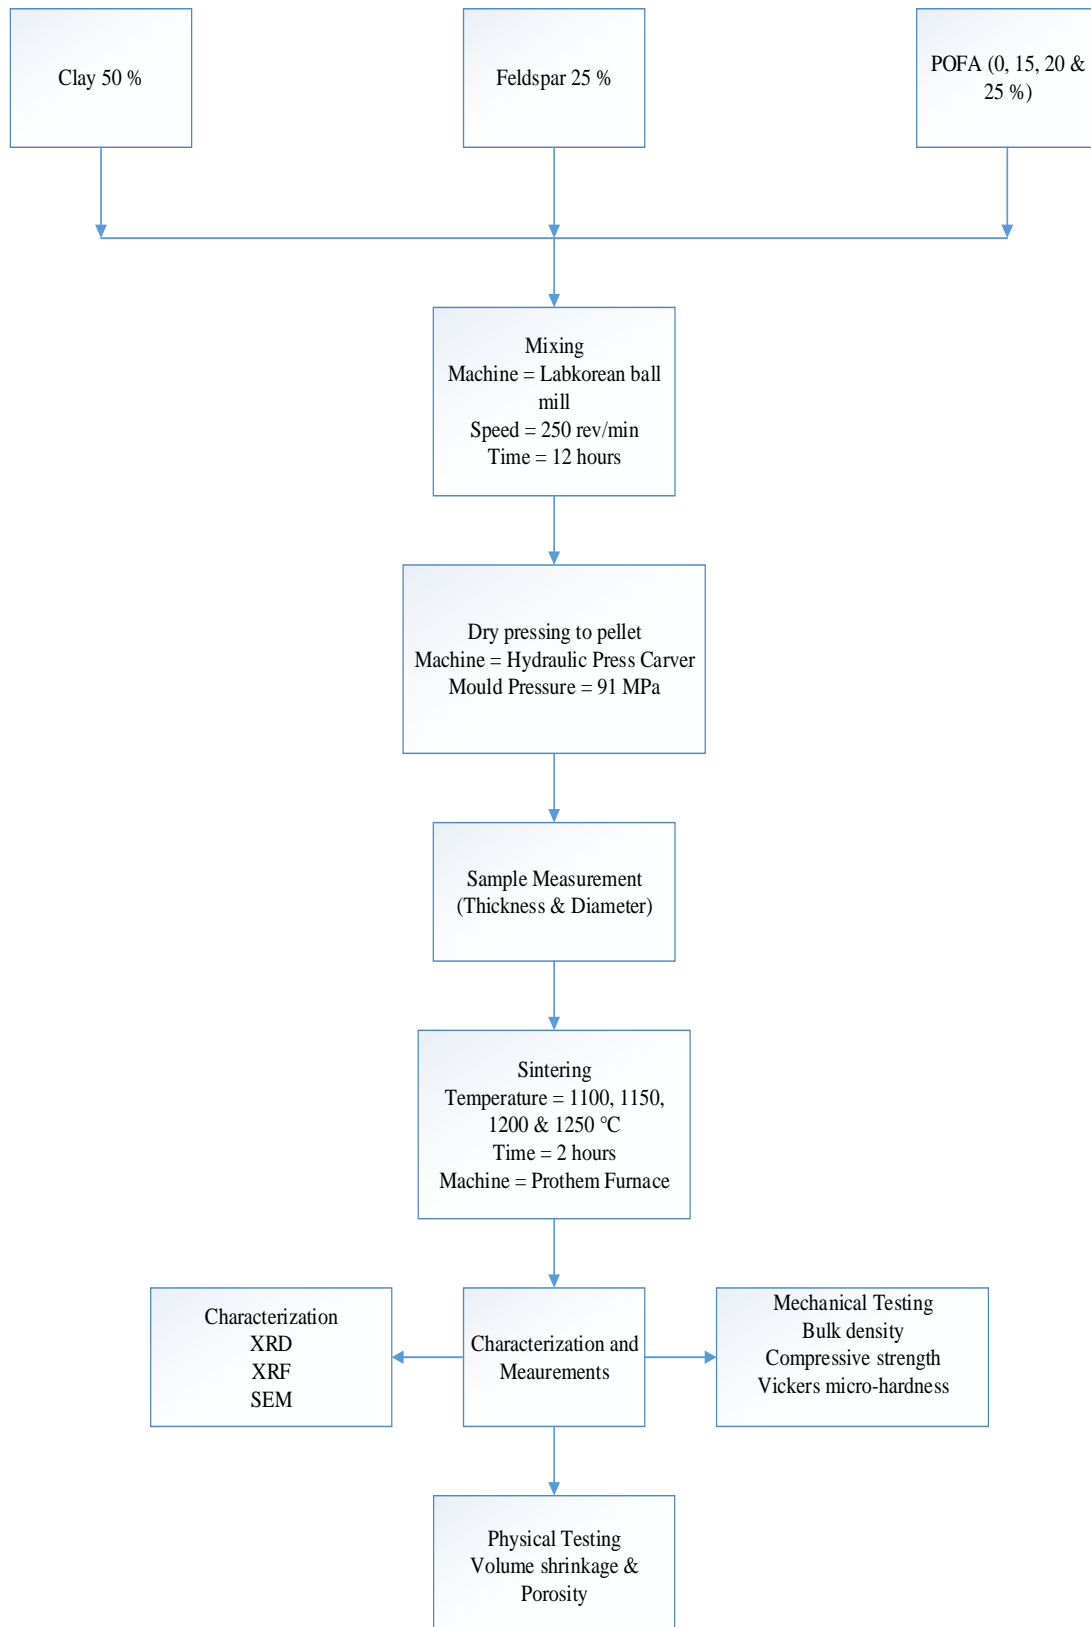 Clay 50 %
Feldspar 25 %
POFA (0, 15, 20 &
25 %)
Mixing
Machine = Labkorean ball
mill
Speed = 250 rev/min
Time = 12 hours
Dry pressing to pellet
Machine = Hydraulic Press Carver
Mould Pressure = 91 MPa
Sample Measurement
(Thickness & Diameter)
Sintering
Temperature = 1100, 1150,
1200 & 1250 °C
Time = 2 hours
Machine = Prothem Furnace
Characterization
XRD
XRF
SEM
Characterization and
Meaurements
Mechanical Testing
Bulk density
Compressive strength
Vickers micro-hardness
Physical Testing
Volume shrinkage &
Porosity